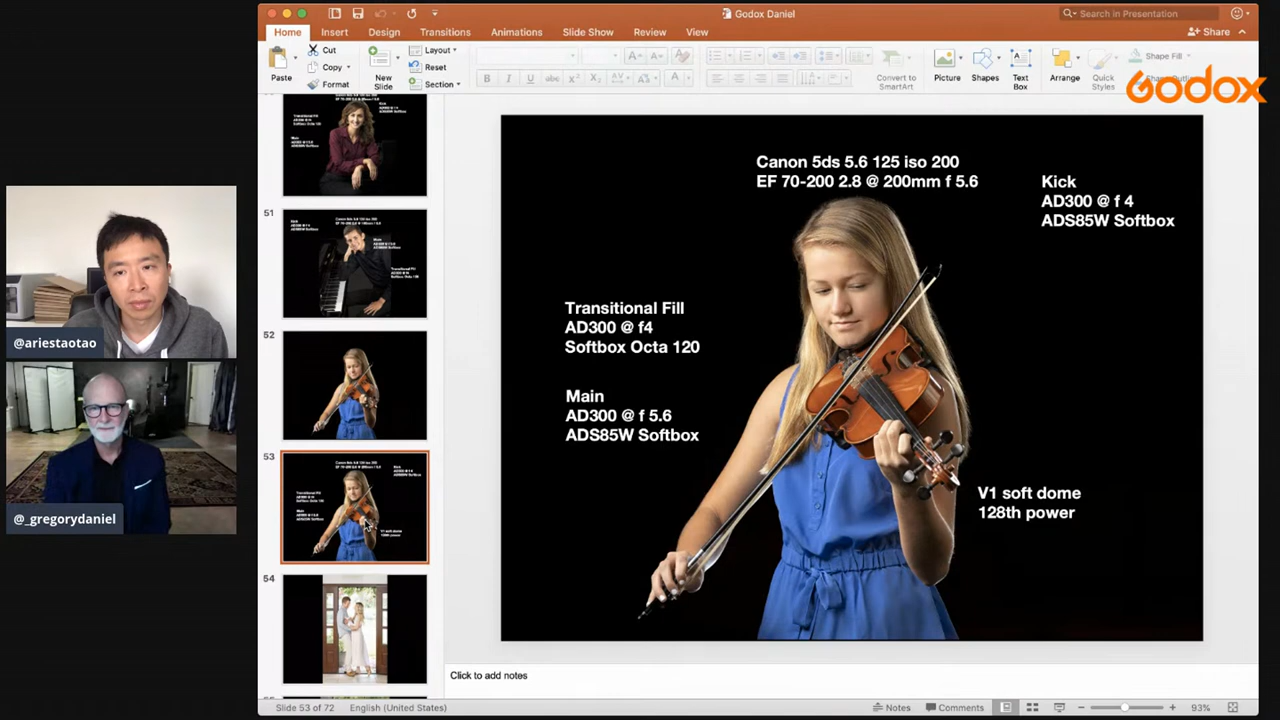 Godox Daniel
Search in Presentation
Home
Insert
Design
Transitions
Animations
Slide Show
Review
View
Share
Paste
Cut
Copy
Format
New
Slide
Layout
Reset
Section
B I U abc X² X₂ AV
Convert to
SmartArt
Picture
Shapes
Text
Box
Arrange
Quick
Styles
Shape Fill
Godox
51
52
53
54
Canon 5ds 5.6 125 iso 200
EF 70-200 2.8 @ 200mm f 5.6
Kick
AD300 @ f 4
ADS85W Softbox
Transitional Fill
AD300 @ f4
Softbox Octa 120
Main
AD300 @ f 5.6
ADS85W Softbox
V1 soft dome
128th power
@ariestaotao
@_gregorydaniel
Click to add notes
Slide 53 of 72
English (United States)
Notes
Comments
93%